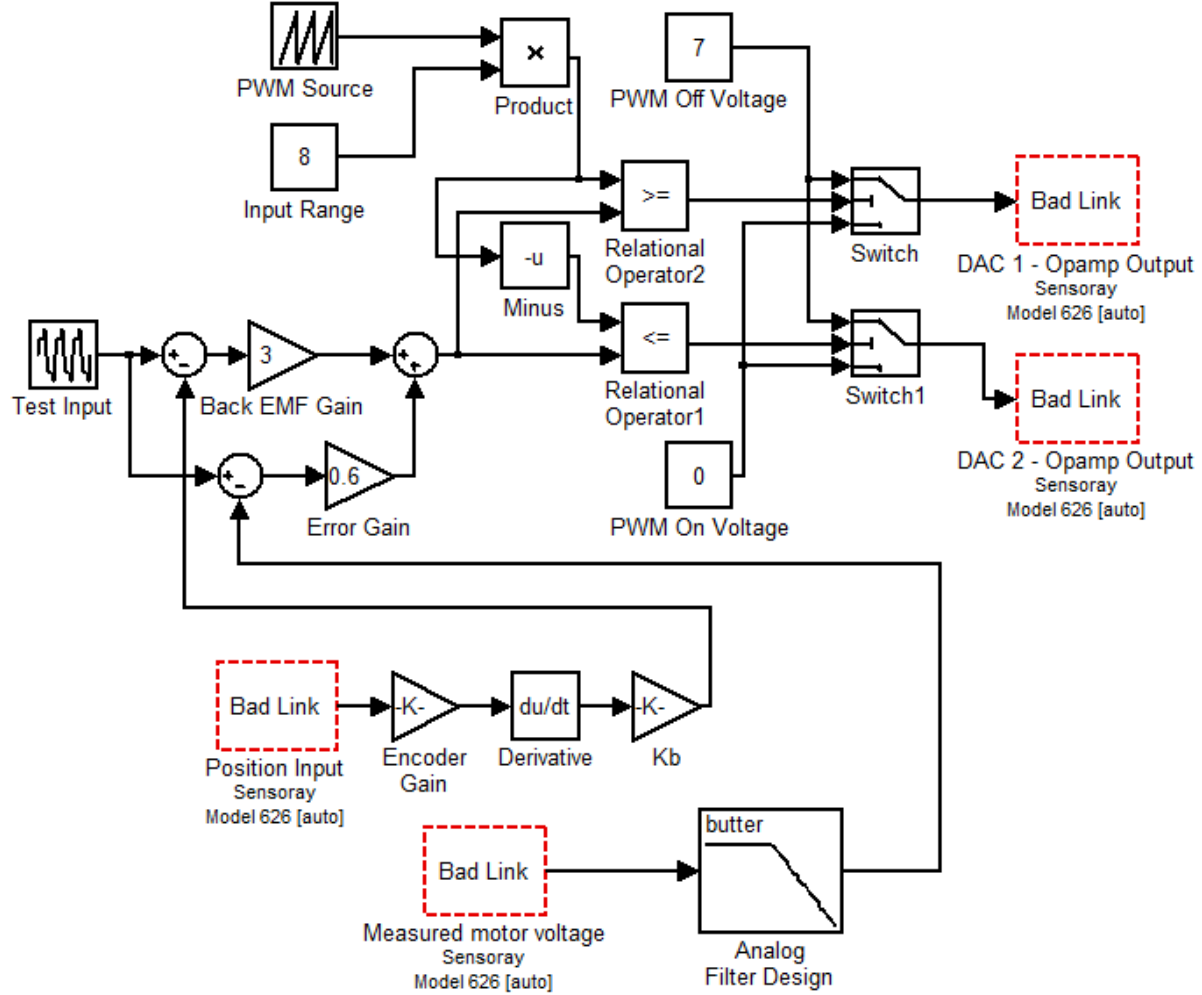 PWM Source
×
Product
7
PWM Off Voltage
8
Input Range
>=
Relational
Operator2
Switch
Bad Link
DAC 1 - Opamp Output
Sensoray
Model 626 [auto]
-u
Minus
<=
Relational
Operator1
Switch1
Bad Link
DAC 2 - Opamp Output
Sensoray
Model 626 [auto]
Test Input
+
-
3
Back EMF Gain
+
+
+
-
0.6
Error Gain
0
PWM On Voltage
Bad Link
Position Input
Sensoray
Model 626 [auto]
-K-
Encoder
Gain
du/dt
Derivative
-K-
Kb
Bad Link
Measured motor voltage
Sensoray
Model 626 [auto]
butter
Analog
Filter Design